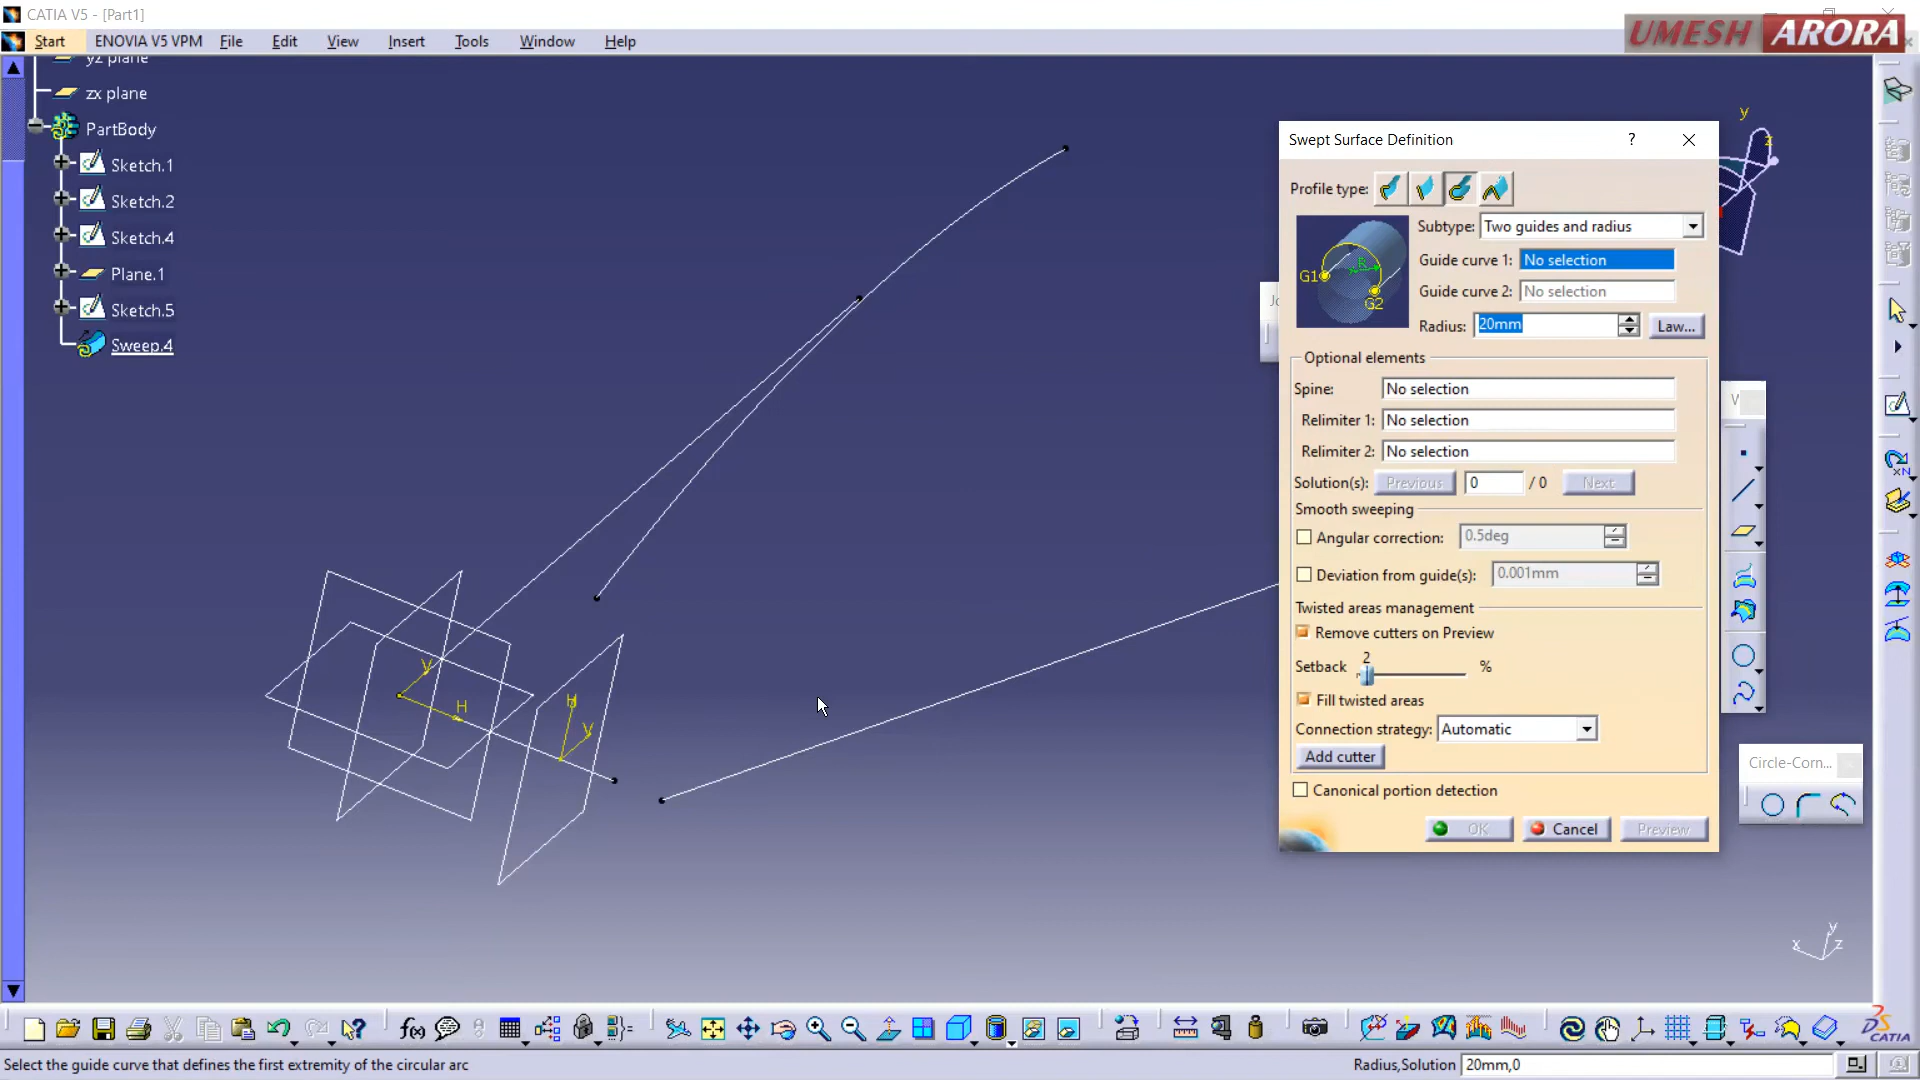 CATIA V5 - [Part1]
UMESH ARORA
Start ENOVIA V5 VPM File Edit View Insert Tools Window Help
yz plane
zx plane
PartBody
Sketch.1
Sketch.2
Sketch.4
Plane.1
Sketch.5
Sweep.4
y
z
Swept Surface Definition ?
Profile type:
Subtype: Two guides and radius
G1 R G2
Guide curve 1: No selection
Guide curve 2: No selection
Radius: 20mm Law...
Optional elements
Spine: No selection
Relimiter 1: No selection
Relimiter 2: No selection
Solution(s): Previous 0 / 0 Next
Smooth sweeping
Angular correction: 0.5deg
Deviation from guide(s): 0.001mm
Twisted areas management
Remove cutters on Preview
Setback 2 %
Fill twisted areas
Connection strategy: Automatic
Add cutter
Canonical portion detection
OK Cancel Preview
V
H
H
V
Circle-Corn...
y
x z
f(x)
CATIA
Select the guide curve that defines the first extremity of the circular arc
Radius,Solution 20mm,0